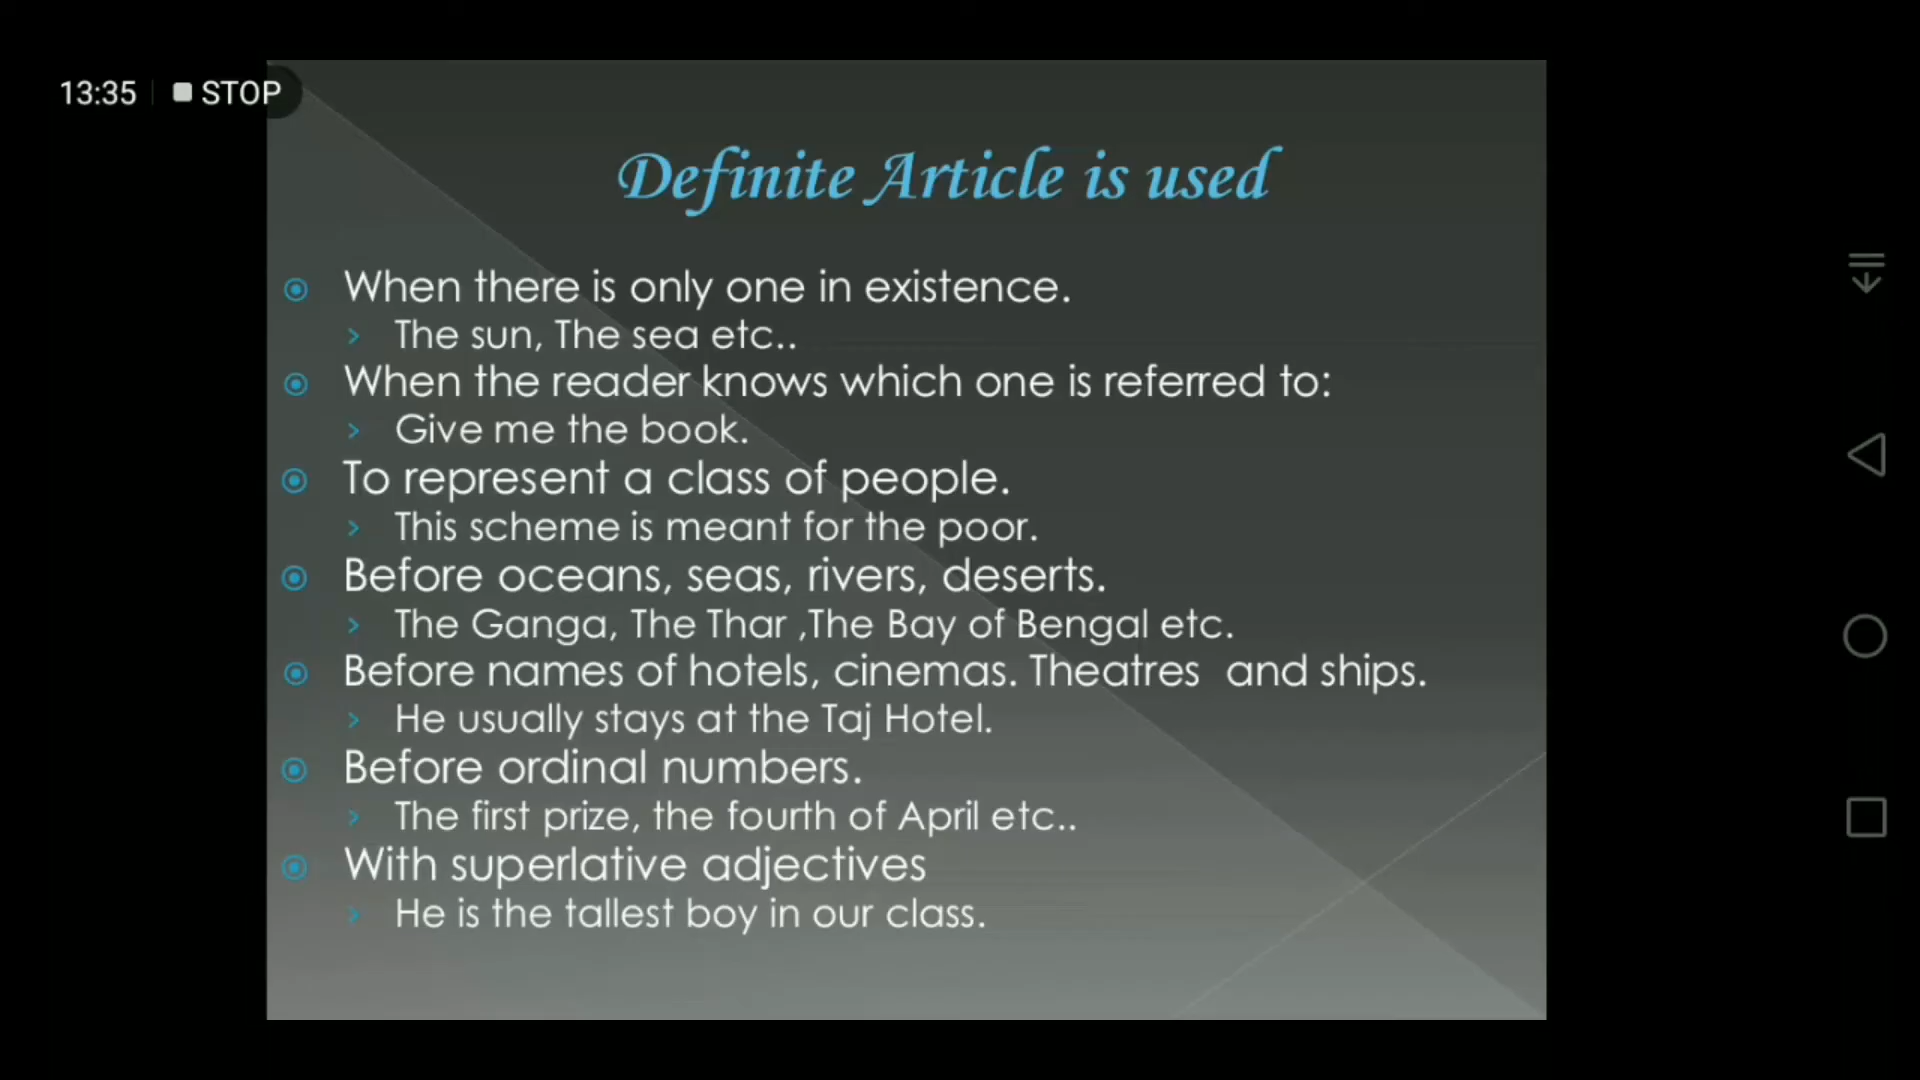 13:35 STOP
Definite Article is used
When there is only one in existence.
The sun, The sea etc..
When the reader knows which one is referred to:
Give me the book.
To represent a class of people.
This scheme is meant for the poor.
Before oceans, seas, rivers, deserts.
The Ganga, The Thar ,The Bay of Bengal etc.
Before names of hotels, cinemas. Theatres  and ships.
He usually stays at the Taj Hotel.
Before ordinal numbers.
The first prize, the fourth of April etc..
With superlative adjectives
He is the tallest boy in our class.